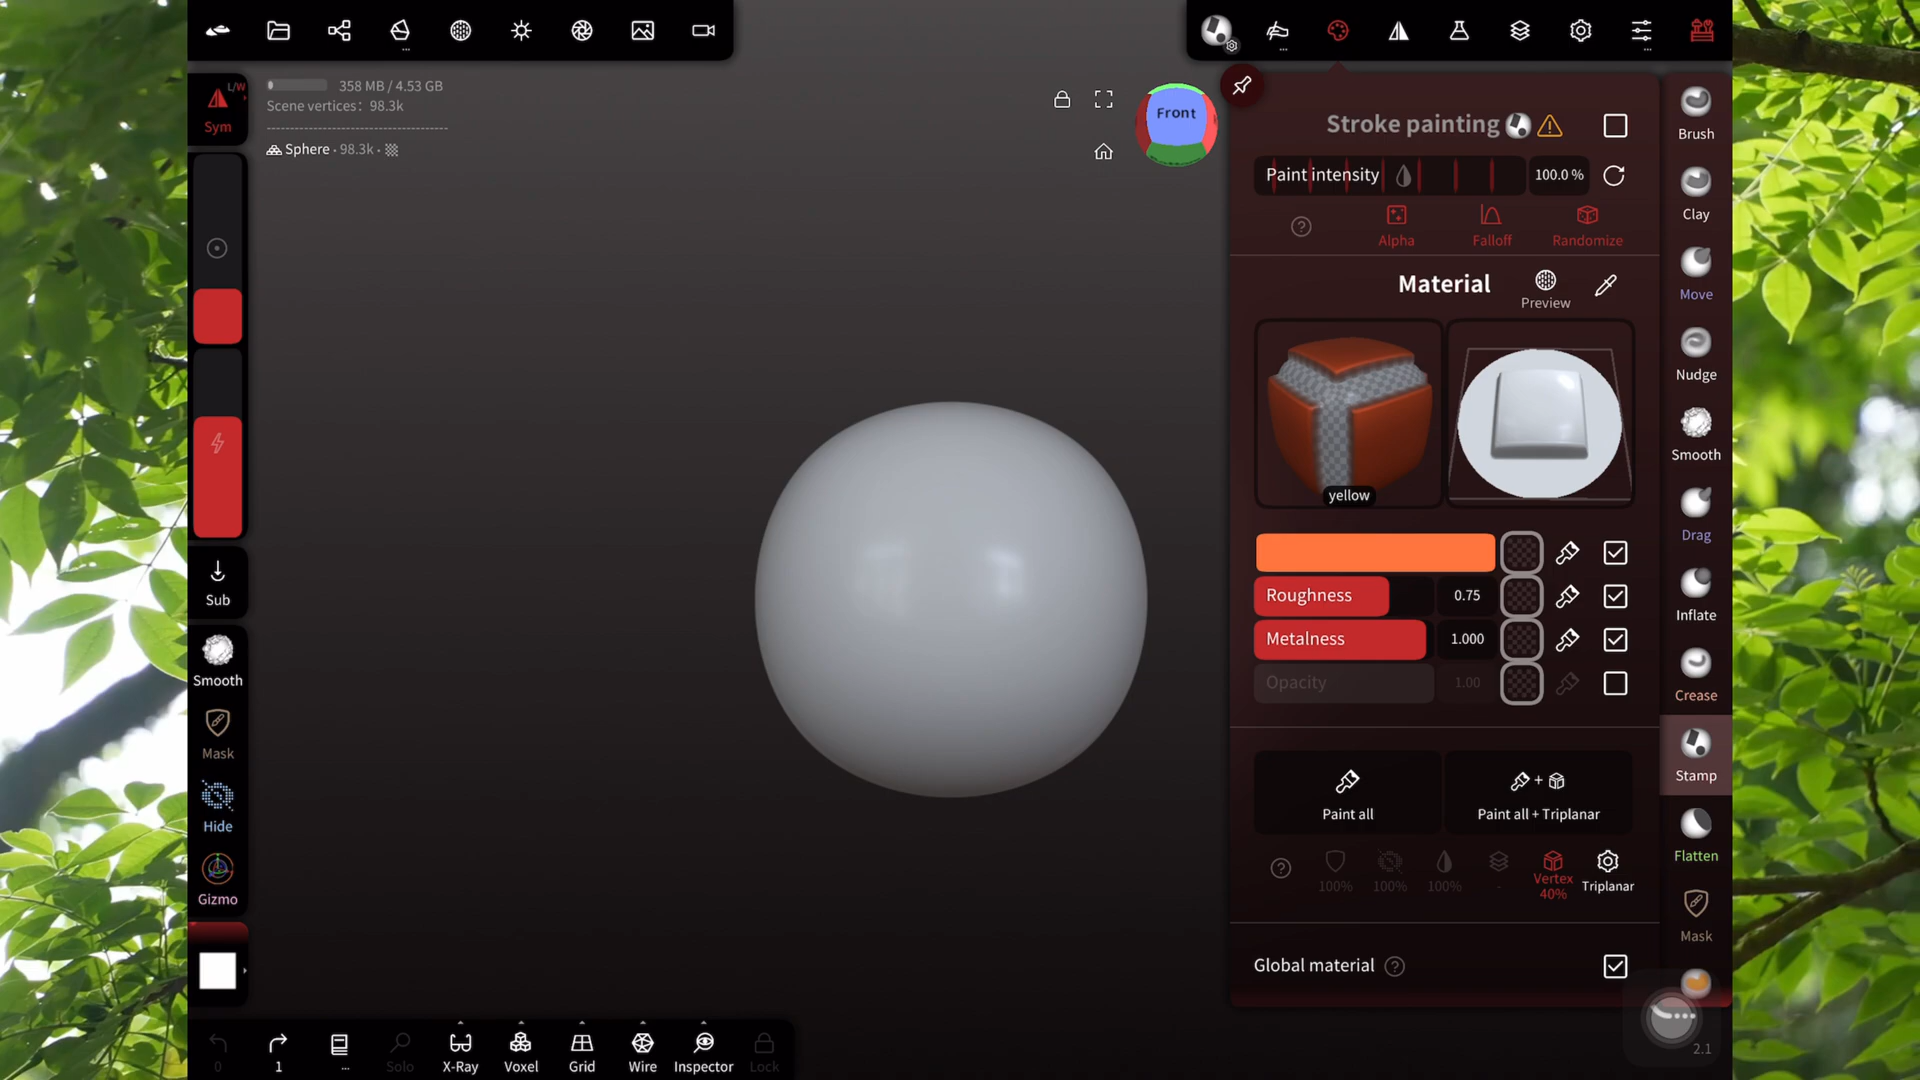 358 MB / 4.53 GB
Scene vertices: 98.3k
Sphere · 98.3k ·
L/W
Sym
Sub
Smooth
Mask
Hide
Gizmo
Front
Stroke painting
Paint intensity
100.0 %
Alpha
Falloff
Randomize
Material
Preview
yellow
Roughness
0.75
Metalness
1.000
Opacity
1.00
Paint all
+
Paint all + Triplanar
100%
100%
100%
-
Vertex
40%
Triplanar
Global material
Brush
Clay
Move
Nudge
Smooth
Drag
Inflate
Crease
Stamp
Flatten
Mask
2.1
0
1
...
Solo
X-Ray
Voxel
Grid
Wire
Inspector
Lock